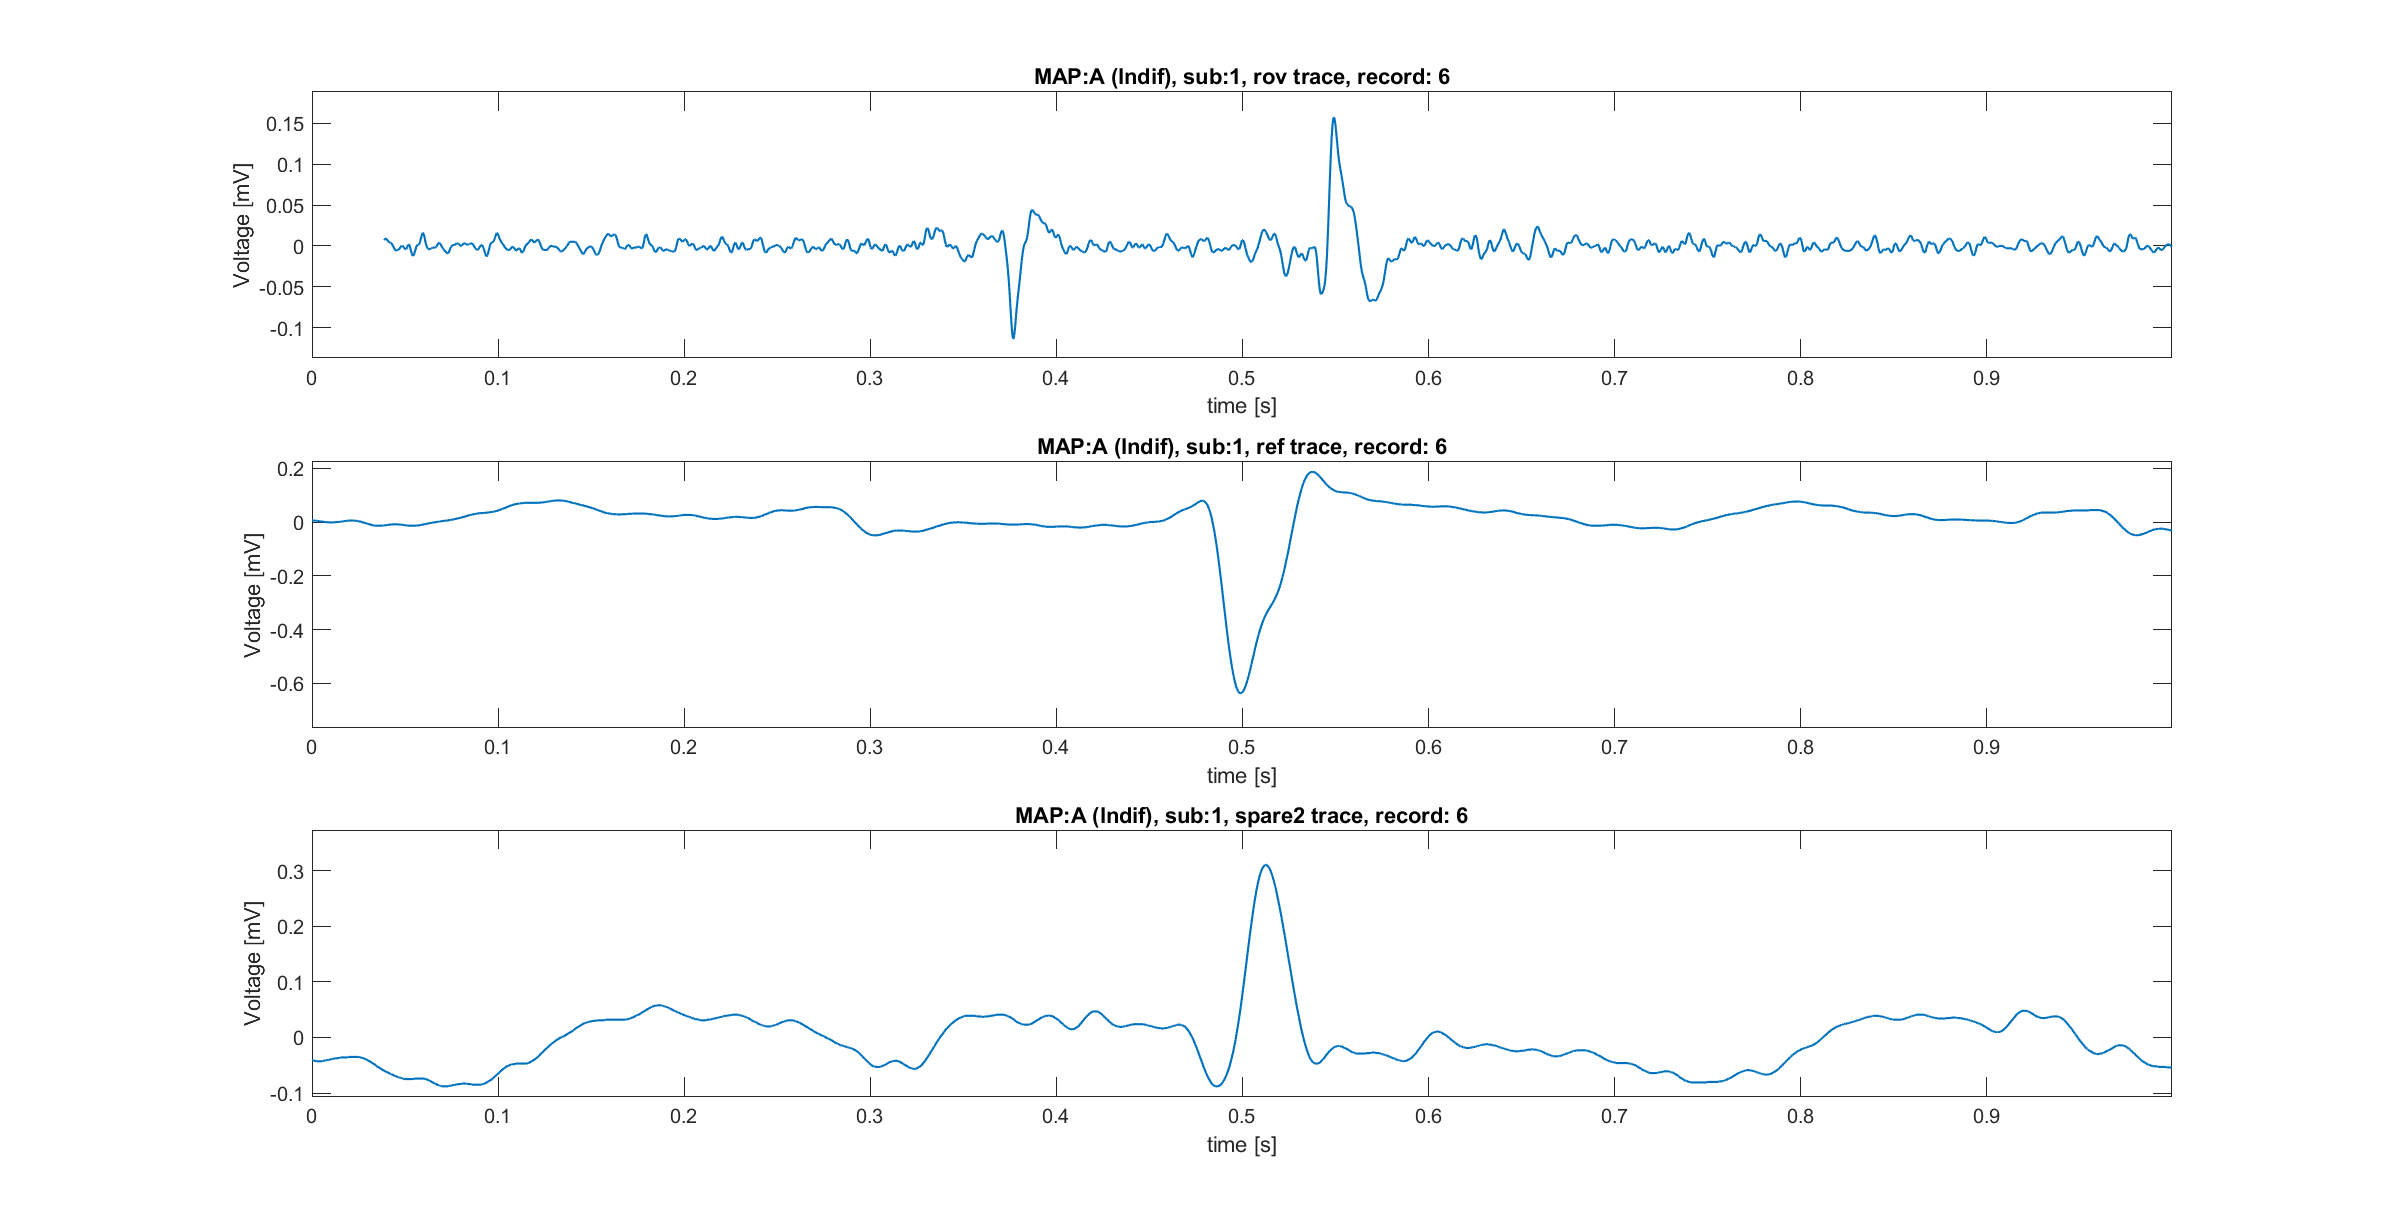 MAP:A (Indif), sub:1, rov trace, record: 6
0.15
0.1
0.05
0
-0.05
-0.1
Voltage [mV]
0 0.1 0.2 0.3 0.4 0.5 0.6 0.7 0.8 0.9
time [s]
MAP:A (Indif), sub:1, ref trace, record: 6
0.2
0
-0.2
-0.4
-0.6
Voltage [mV]
0 0.1 0.2 0.3 0.4 0.5 0.6 0.7 0.8 0.9
time [s]
MAP:A (Indif), sub:1, spare2 trace, record: 6
0.3
0.2
0.1
0
-0.1
Voltage [mV]
0 0.1 0.2 0.3 0.4 0.5 0.6 0.7 0.8 0.9
time [s]